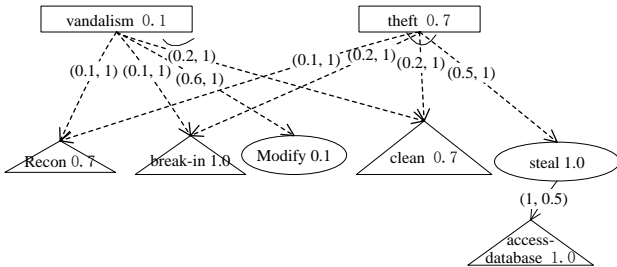 vandalism 0.1
theft 0.7
(0.2, 1)
(0.1, 1)
(0.2, 1)
(0.1, 1)
(0.1, 1)
(0.6, 1)
(0.2, 1)
(0.5, 1)
Recon 0.7
break-in 1.0
Modify 0.1
clean 0.7
steal 1.0
(1, 0.5)
access-
database 1.0